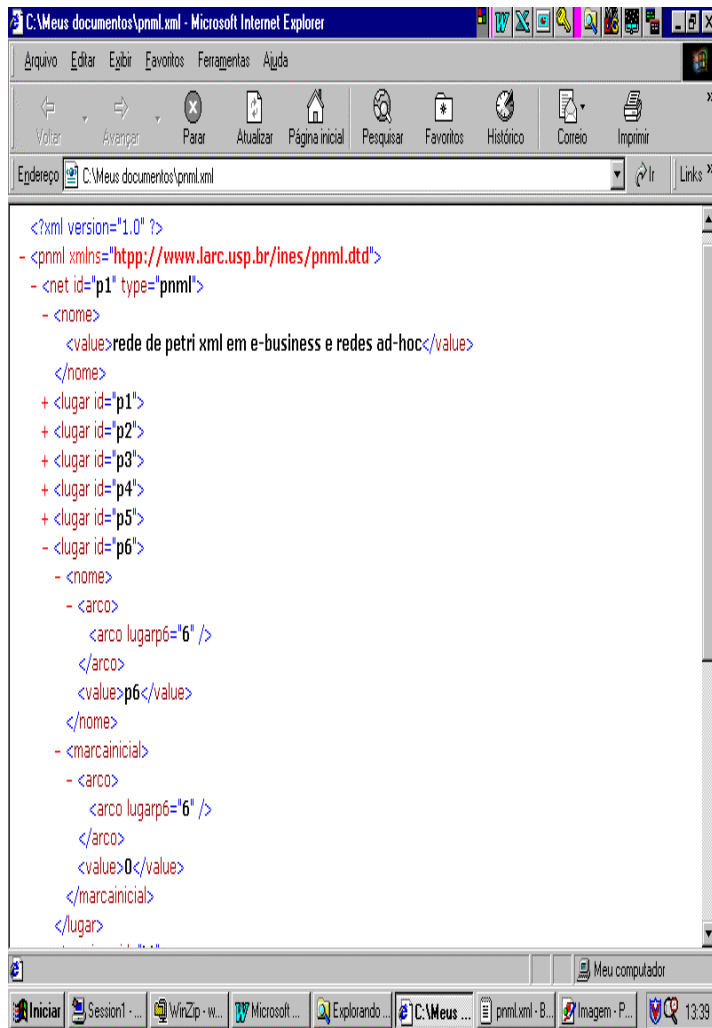 C:\Meus documentos\pnml.xml - Microsoft Internet Explorer
Arquivo Editar Exibir Favoritos Ferramentas Ajuda
Voltar Avançar Parar Atualizar Página inicial Pesquisar Favoritos Histórico Correio Imprimir
Endereço C:\Meus documentos\pnml.xml Ir Links
<?xml version="1.0" ?>
- <pnml xmlns="htpp://www.larc.usp.br/ines/pnml.dtd">
- <net id="p1" type="pnml">
- <nome>
<value>rede de petri xml em e-business e redes ad-hoc</value>
</nome>
+ <lugar id="p1">
+ <lugar id="p2">
+ <lugar id="p3">
+ <lugar id="p4">
+ <lugar id="p5">
- <lugar id="p6">
- <nome>
- <arco>
<arco lugarp6="6" />
</arco>
<value>p6</value>
</nome>
- <marcainicial>
- <arco>
<arco lugarp6="6" />
</arco>
<value>0</value>
</marcainicial>
</lugar>
Meu computador
Iniciar Session1 - ... WinZip - w... Microsoft ... Explorando ... C:\Meus ... pnml.xml - B... Imagem - P... 13:39